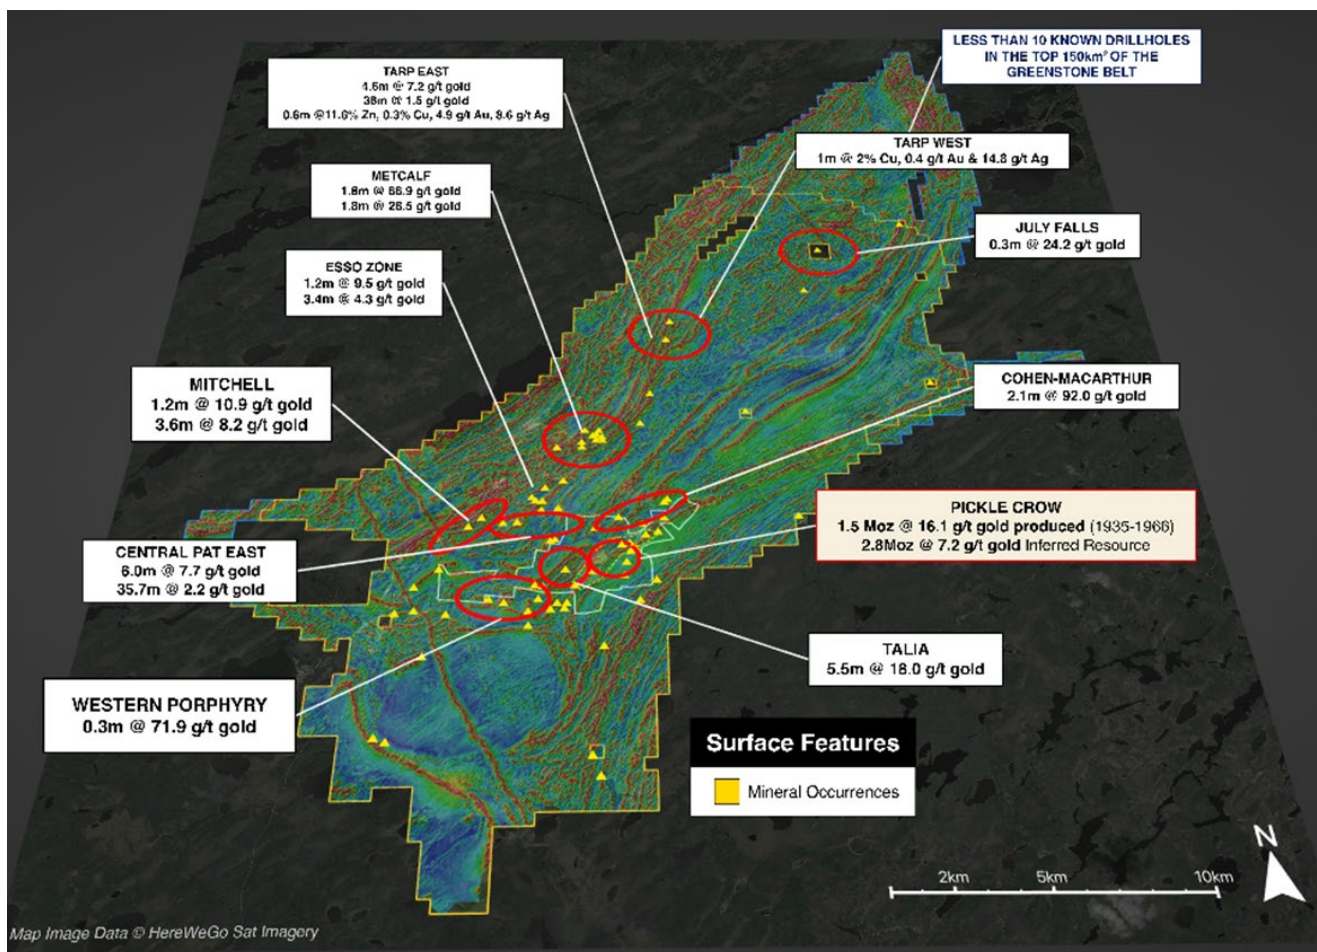 LESS THAN 10 KNOWN DRILLHOLES
IN THE TOP 150km² OF THE
GREENSTONE BELT
TARP EAST
4.6m @ 7.2 g/t gold
38m @ 1.5 g/t gold
0.6m @11.6% Zn, 0.3% Cu, 4.9 g/t Au, 8.6 g/t Ag
TARP WEST
1m @ 2% Cu, 0.4 g/t Au & 14.8 g/t Ag
METCALF
1.8m @ 66.9 g/t gold
1.8m @ 26.5 g/t gold
JULY FALLS
0.3m @ 24.2 g/t gold
ESSO ZONE
1.2m @ 9.5 g/t gold
3.4m @ 4.3 g/t gold
MITCHELL
1.2m @ 10.9 g/t gold
3.6m @ 8.2 g/t gold
COHEN-MACARTHUR
2.1m @ 92.0 g/t gold
PICKLE CROW
1.5 Moz @ 16.1 g/t gold produced (1935-1966)
2.8Moz @ 7.2 g/t gold Inferred Resource
CENTRAL PAT EAST
6.0m @ 7.7 g/t gold
35.7m @ 2.2 g/t gold
TALIA
5.5m @ 18.0 g/t gold
WESTERN PORPHYRY
0.3m @ 71.9 g/t gold
Surface Features
Mineral Occurrences
N
2km 5km 10km
Map Image Data © HereWeGo Sat Imagery